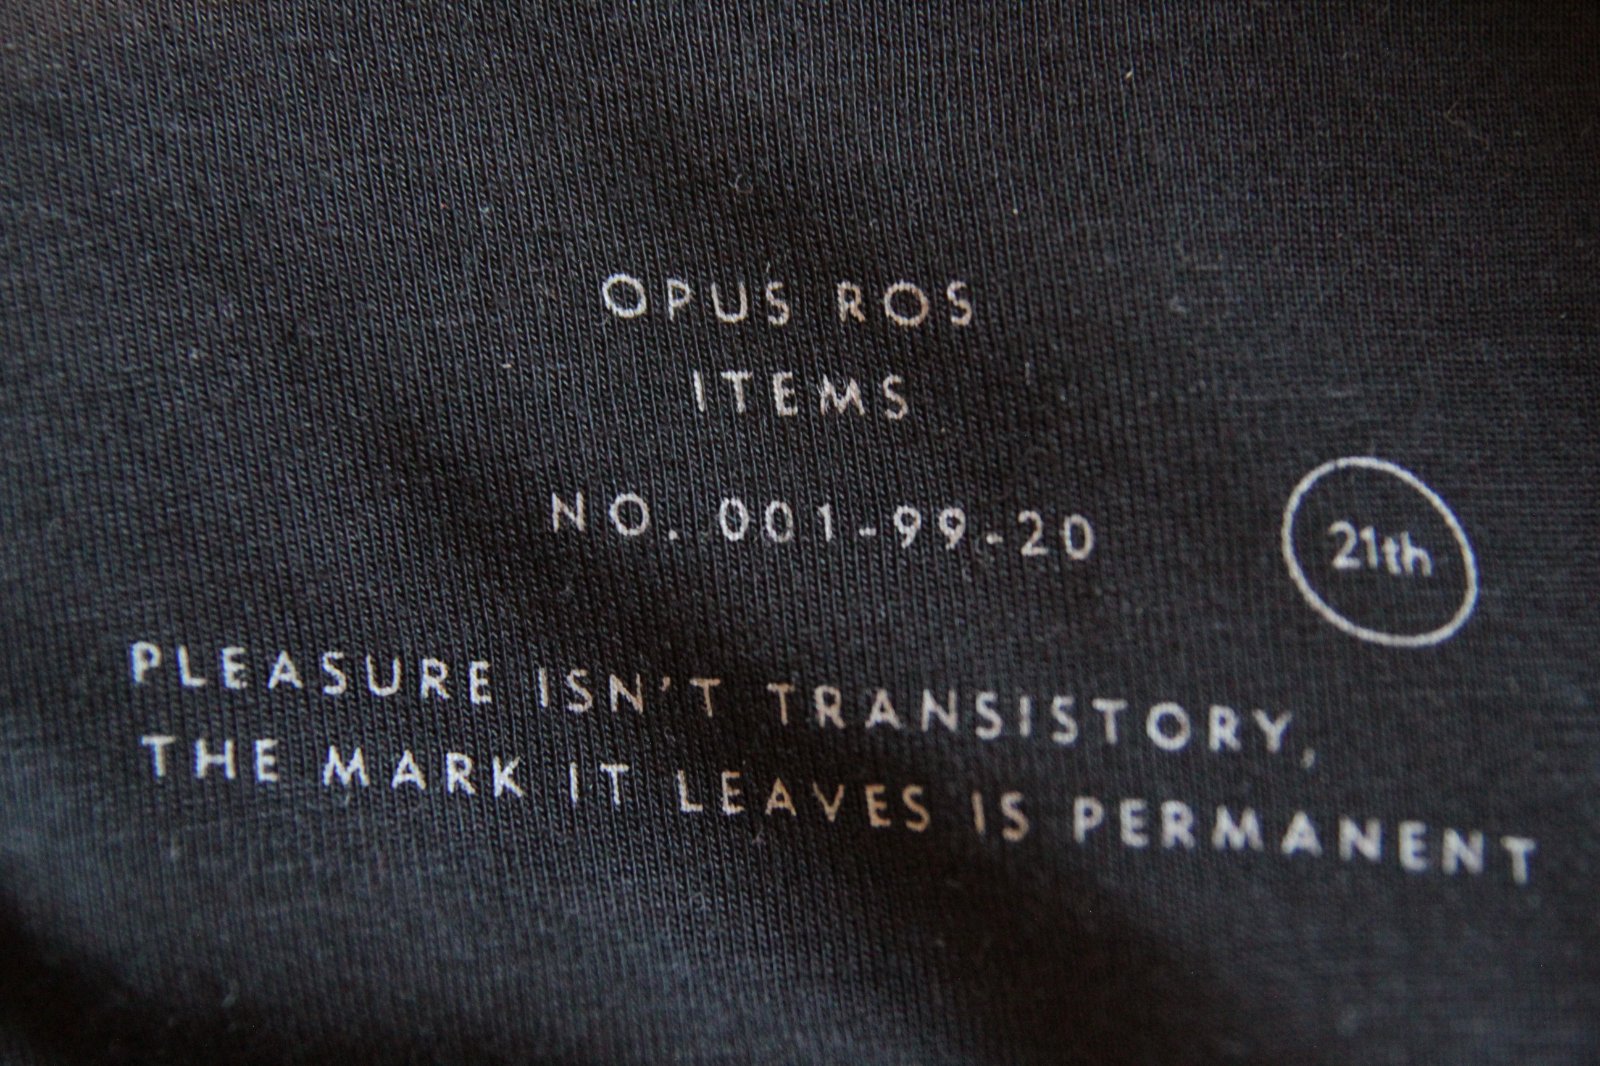 OPUS ROS
ITEMS
NO. 001-99-20
21th
PLEASURE ISN'T TRANSISTORY,
THE MARK IT LEAVES IS PERMANENT